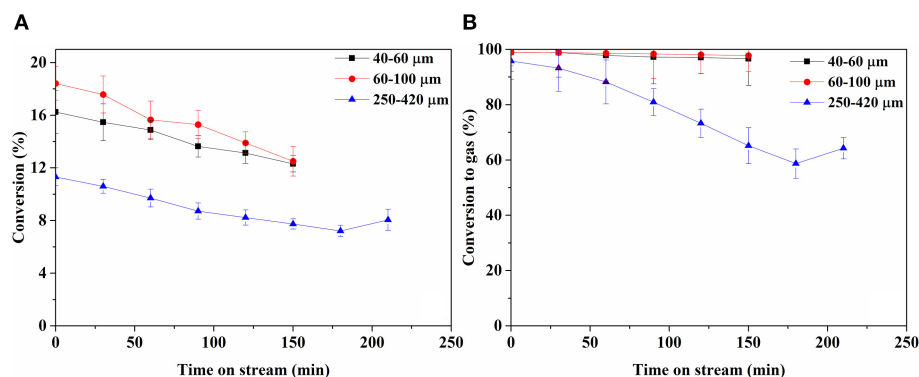 A
Conversion (%)
20
16
12
8
4
0
40-60 μm
60-100 μm
250-420 μm
0 50 100 150 200 250
Time on stream (min)
B
Conversion to gas (%)
100
80
60
40
20
0
40-60 μm
60-100 μm
250-420 μm
0 50 100 150 200 250
Time on stream (min)